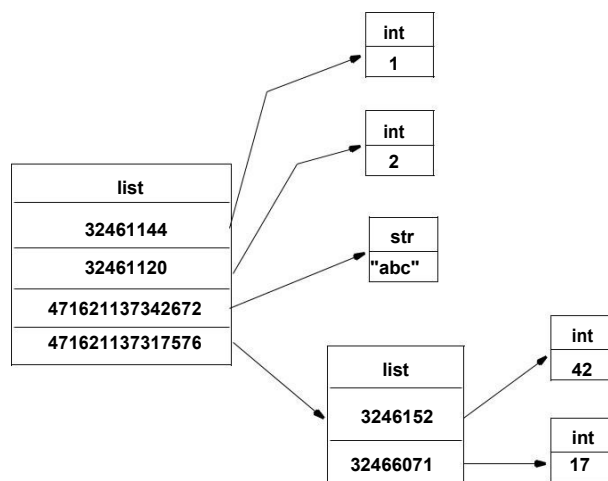 int
1
int
2
list
32461144
32461120
471621137342672
471621137317576
str
"abc"
list
3246152
32466071
int
42
int
17